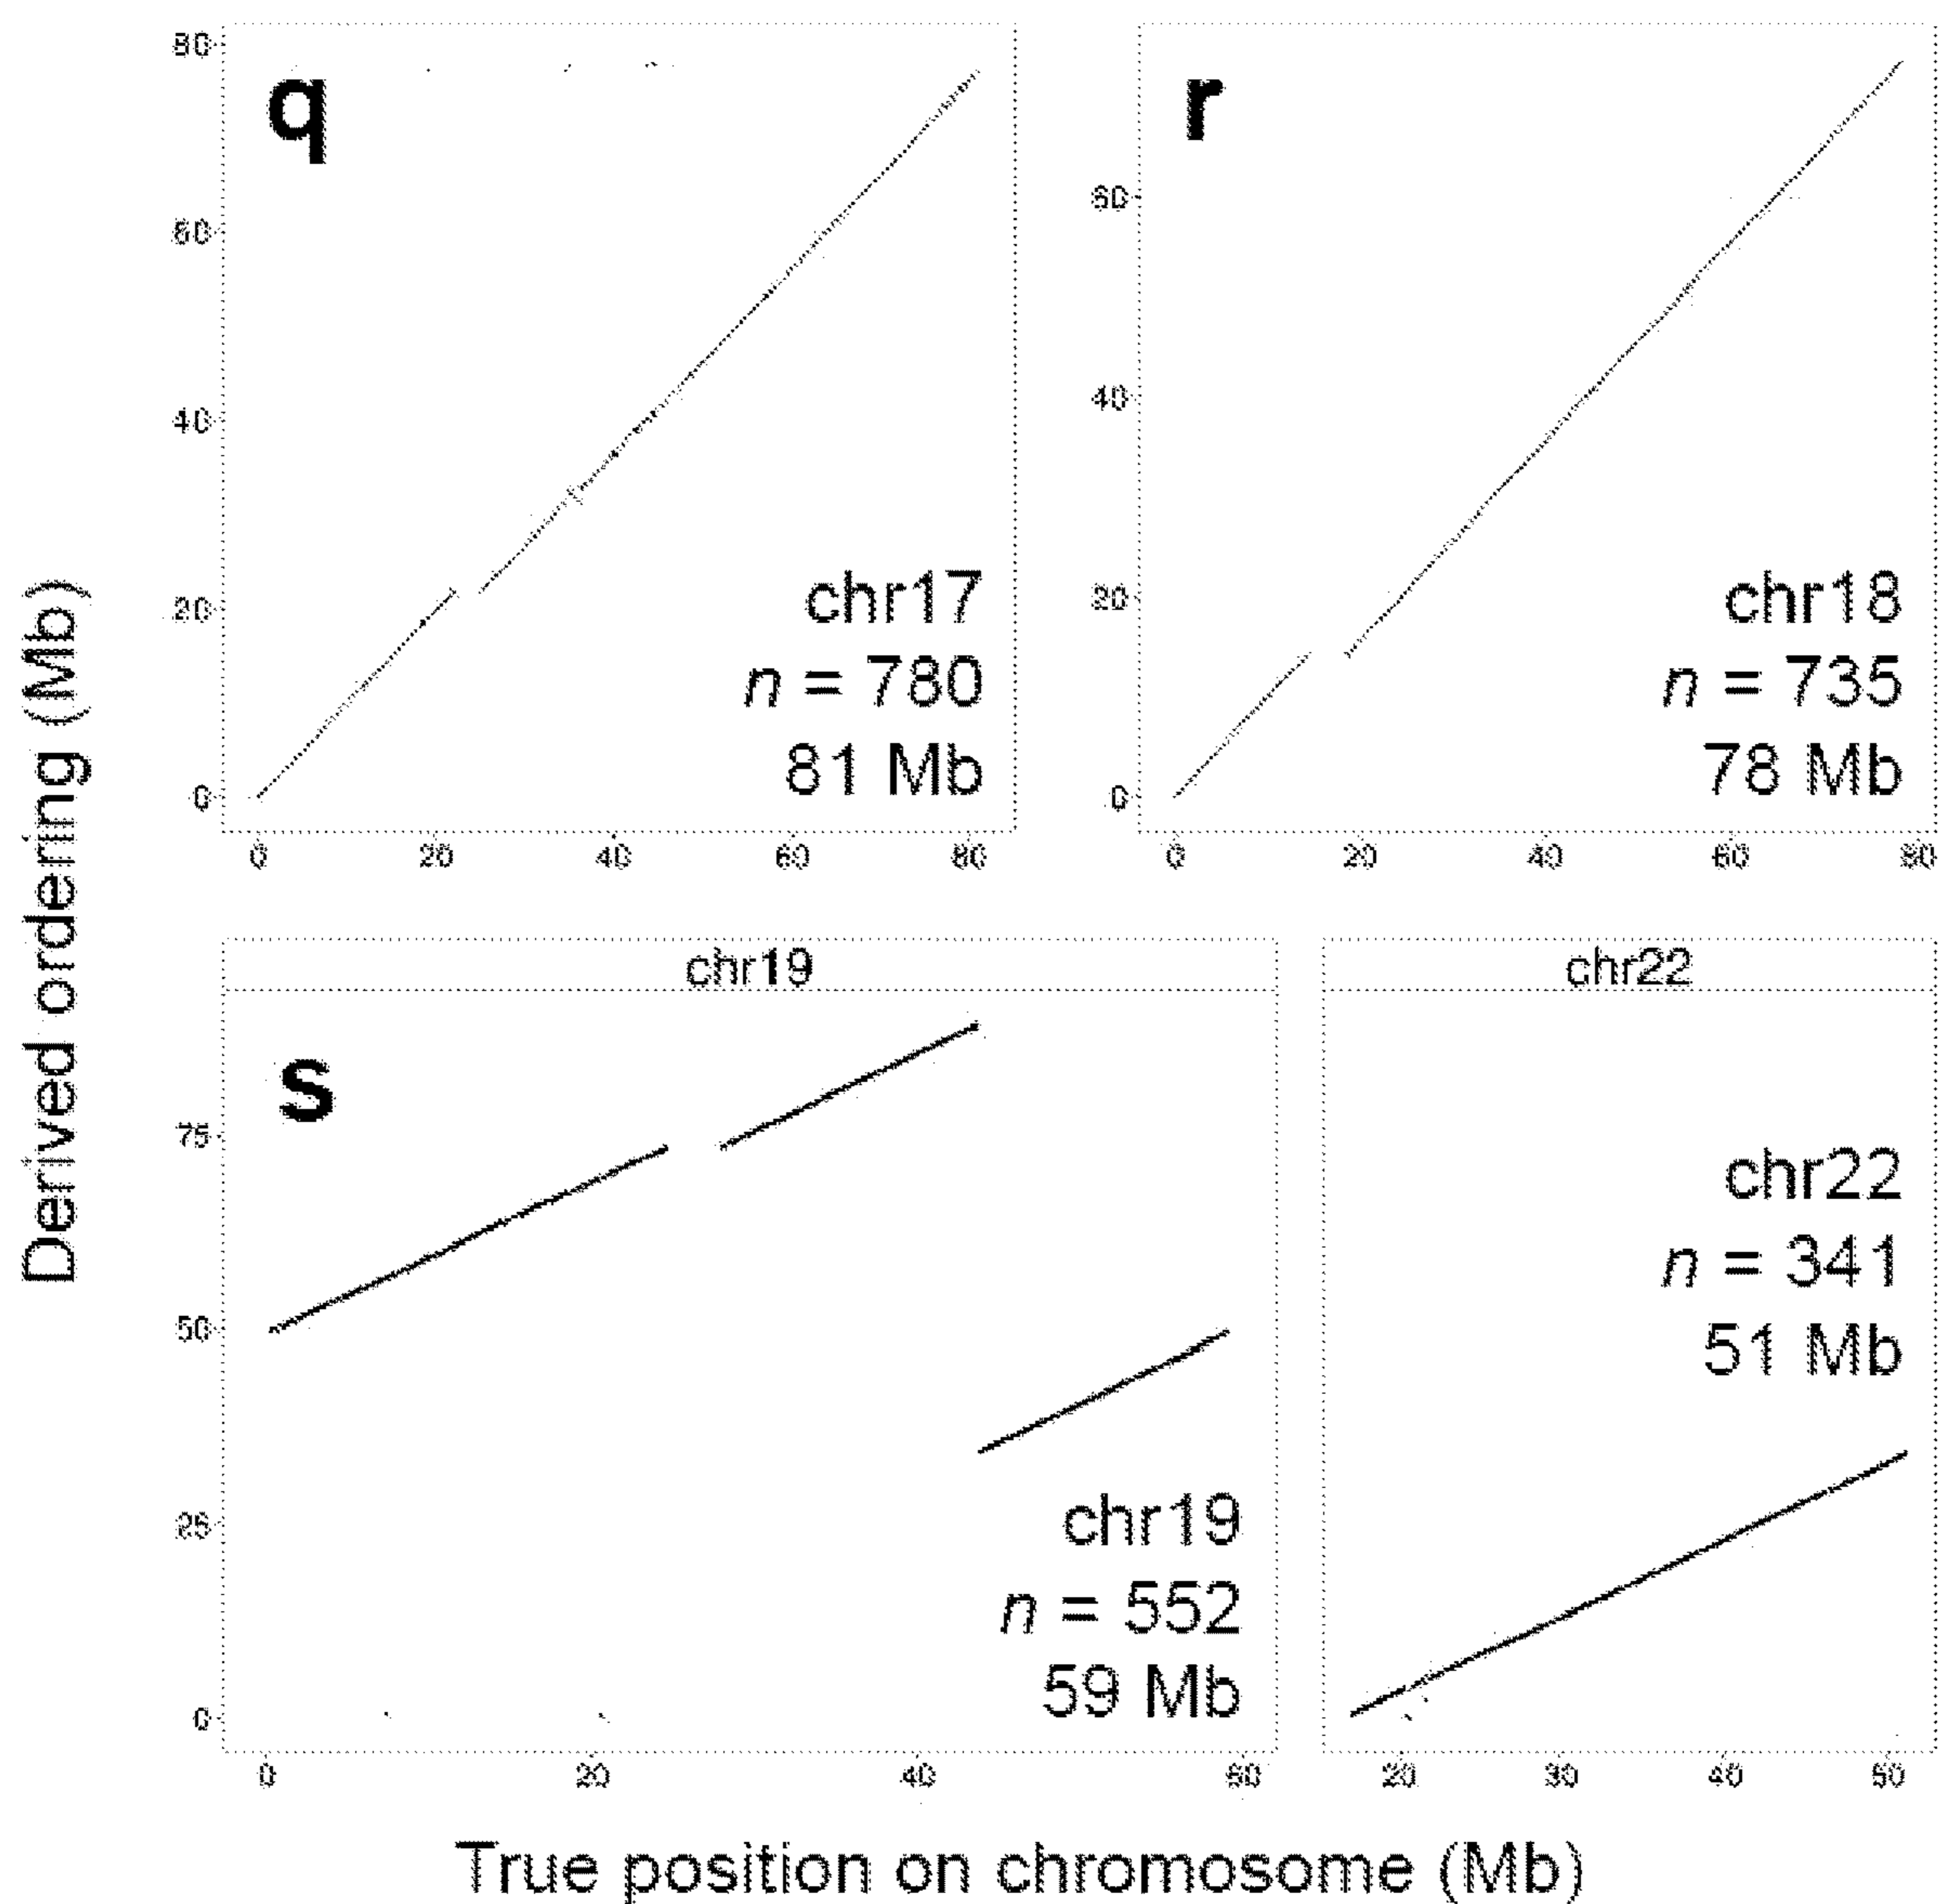 Derived ordering (Mb)
q
80
60
40
20
0
0 20 40 60 80
chr17
n = 780
81 Mb
r
60
40
20
0
0 20 40 60 80
chr18
n = 735
78 Mb
chr19
s
75
50
25
0
0 20 40 60
chr19
n = 552
59 Mb
chr22
chr22
n = 341
51 Mb
20 30 40 50
True position on chromosome (Mb)